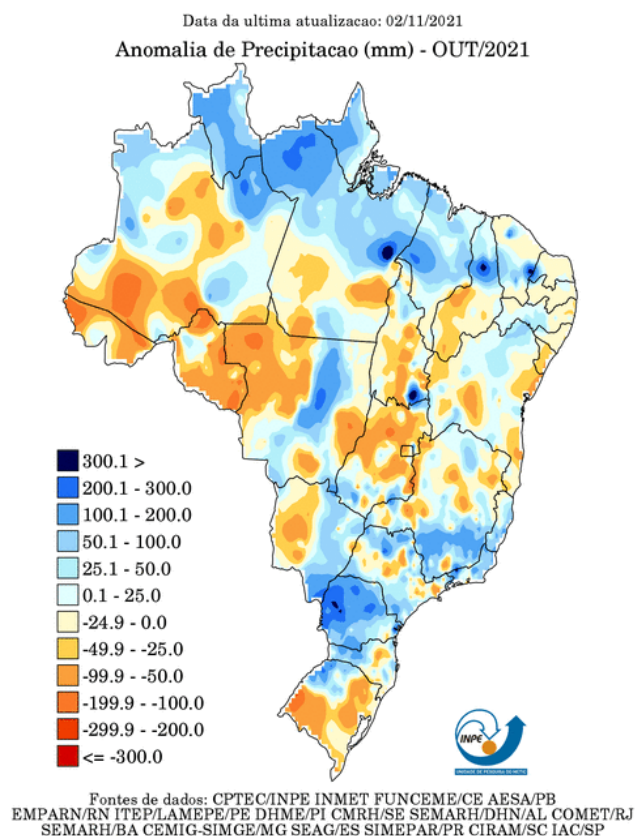 Data da ultima atualizacao: 02/11/2021
Anomalia de Precipitacao (mm) - OUT/2021
300.1 >
200.1 - 300.0
100.1 - 200.0
50.1 - 100.0
25.1 - 50.0
0.1 - 25.0
-24.9 - 0.0
-49.9 - -25.0
-99.9 - -50.0
-199.9 - -100.0
-299.9 - -200.0
<= -300.0
INPE
Fontes de dados: CPTEC/INPE INMET FUNCEME/CE AESA/PB
EMPARN/RN ITEP/LAMEPE/PE DHME/PI CMRH/SE SEMARH/DHN/AL COMET/RJ
SEMARH/BA CEMIG-SIMGE/MG SEAG/ES SIMEPAR/PR CIRAM/SC IAC/SP